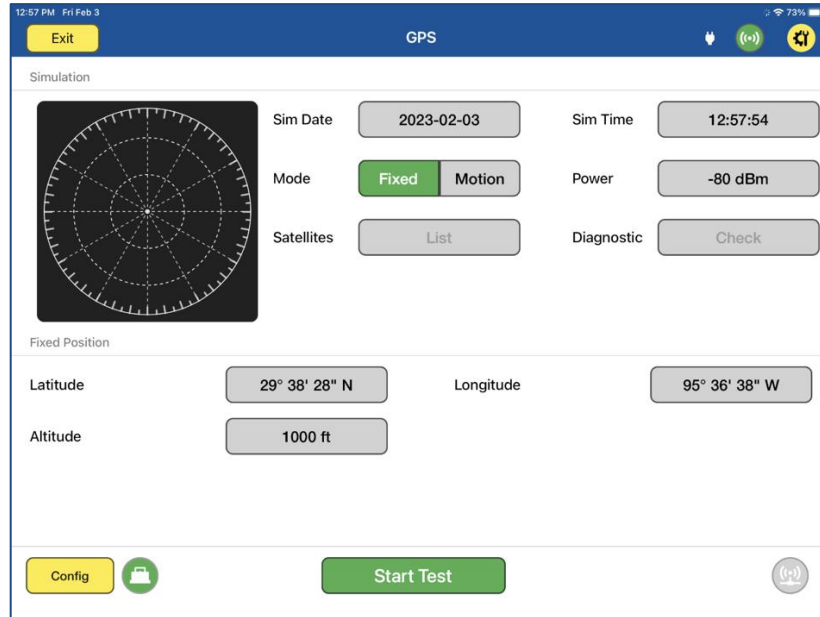 12:57 PM Fri Feb 3 73%
Exit GPS
Simulation
Sim Date 2023-02-03 Sim Time 12:57:54
Mode Fixed Motion Power -80 dBm
Satellites List Diagnostic Check
Fixed Position
Latitude 29° 38' 28" N Longitude 95° 36' 38" W
Altitude 1000 ft
Config Start Test